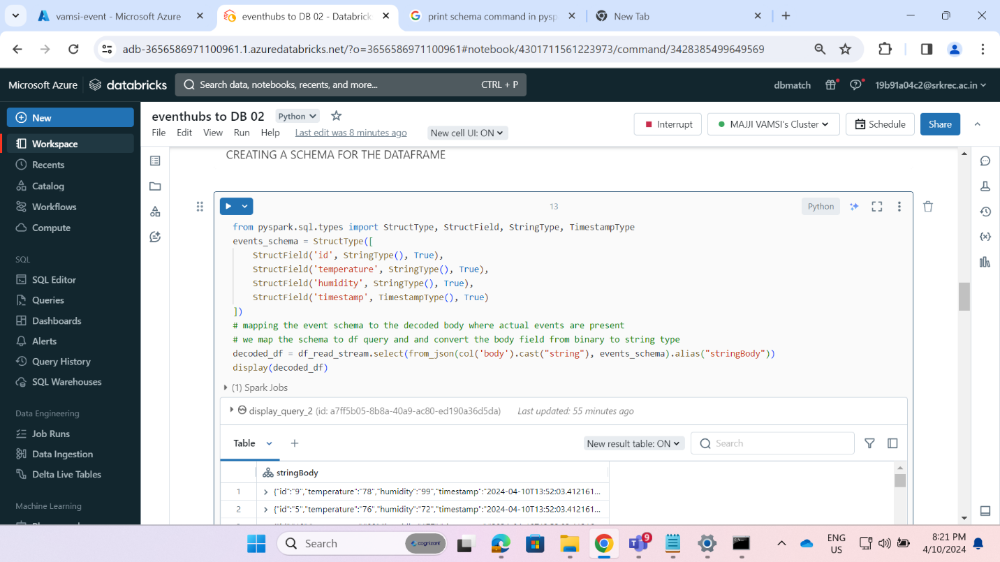 vamsi-event - Microsoft Azure
eventhubs to DB 02 - Databrick
print schema command in pysp
New Tab
adb-3656586971100961.1.azuredatabricks.net/?o=3656586971100961#notebook/4301711561223973/command/3428385499649569
Microsoft Azure
databricks
Search data, notebooks, recents, and more...
CTRL + P
dbmatch
19b91a04c2@srkrec.ac.in
New
Workspace
Recents
Catalog
Workflows
Compute
SQL
SQL Editor
Queries
Dashboards
Alerts
Query History
SQL Warehouses
Data Engineering
Job Runs
Data Ingestion
Delta Live Tables
Machine Learning
eventhubs to DB 02
Python
File Edit View Run Help
Last edit was 8 minutes ago
New cell UI: ON
Interrupt
MAJJI VAMSI's Cluster
Schedule
Share
CREATING A SCHEMA FOR THE DATAFRAME
13
Python
from pyspark.sql.types import StructType, StructField, StringType, TimestampType
events_schema = StructType([
StructField('id', StringType(), True),
StructField('temperature', StringType(), True),
StructField('humidity', StringType(), True),
StructField('timestamp', TimestampType(), True)
])
# mapping the event schema to the decoded body where actual events are present
# we map the schema to df query and and convert the body field from binary to string type
decoded_df = df_read_stream.select(from_json(col('body').cast("string"), events_schema).alias("stringBody"))
display(decoded_df)
(1) Spark Jobs
display_query_2 (id: a7ff5b05-8b8a-40a9-ac80-ed190a36d5da)
Last updated: 55 minutes ago
Table
New result table: ON
Search
stringBody
1 {"id":"9","temperature":"78","humidity":"99","timestamp":"2024-04-10T13:52:03.412161...
2 {"id":"5","temperature":"76","humidity":"72","timestamp":"2024-04-10T13:52:03.412161...
Search
cognizant
9
ENG
US
8:21 PM
4/10/2024